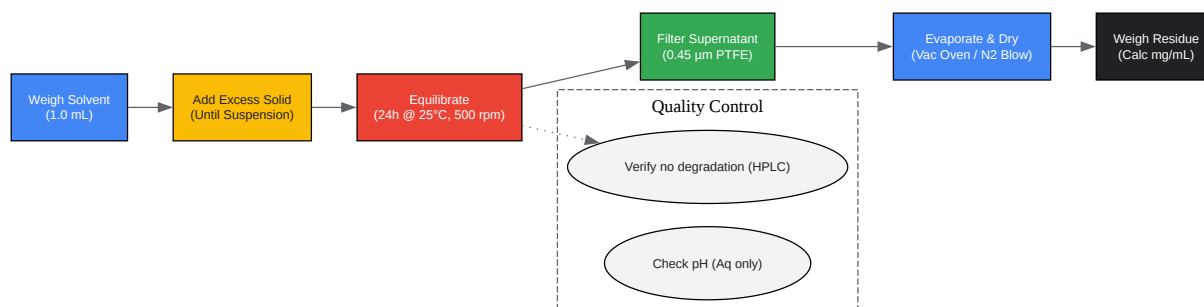 Weigh Solvent
(1.0 mL)
Add Excess Solid
(Until Suspension)
Equilibrate
(24h @ 25°C, 500 rpm)
Filter Supernatant
(0.45 µm PTFE)
Evaporate & Dry
(Vac Oven / N2 Blow)
Weigh Residue
(Calc mg/mL)
Quality Control
Verify no degradation (HPLC)
Check pH (Aq only)